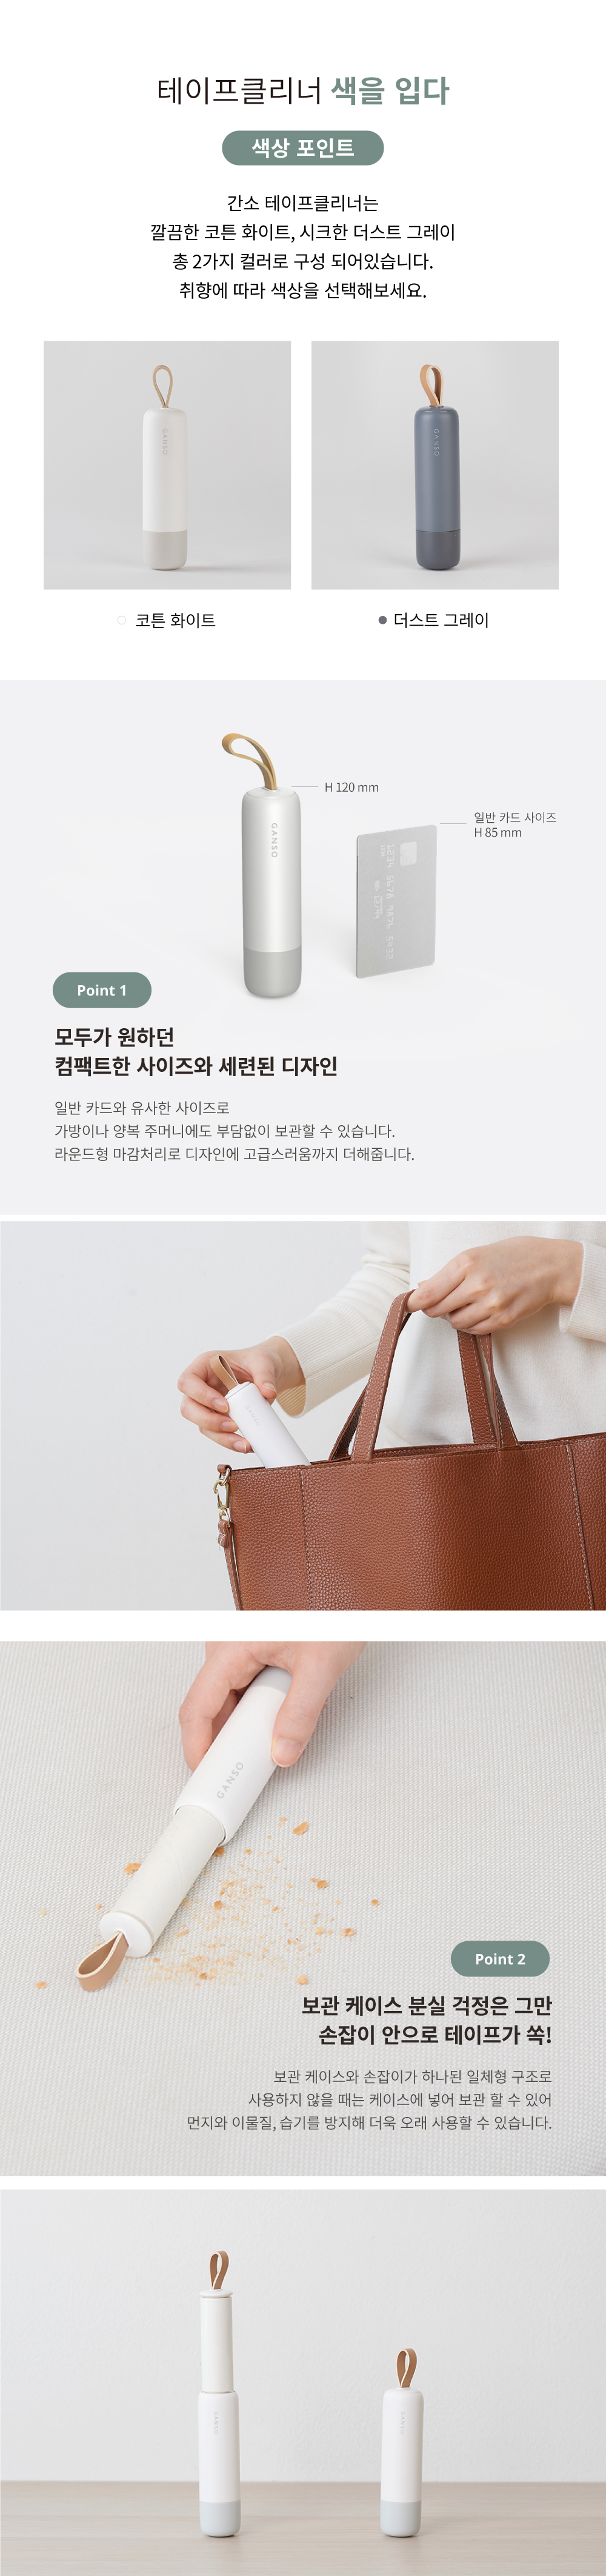 테이프클리너 색을 입다
색상 포인트
간소 테이프클리너는
깔끔한 코튼 화이트, 시크한 더스트 그레이
총 2가지 컬러로 구성 되어있습니다.
취향에 따라 색상을 선택해보세요.
GANSO
GANSO
코튼 화이트
더스트 그레이
H 120 mm
일반 카드 사이즈
H 85 mm
GANSO
Point 1
모두가 원하던
컴팩트한 사이즈와 세련된 디자인
일반 카드와 유사한 사이즈로
가방이나 양복 주머니에도 부담없이 보관할 수 있습니다.
라운드형 마감처리로 디자인에 고급스러움까지 더해줍니다.
GANSO
GANSO
Point 2
보관 케이스 분실 걱정은 그만
손잡이 안으로 테이프가 쏙!
보관 케이스와 손잡이가 하나된 일체형 구조로
사용하지 않을 때는 케이스에 넣어 보관 할 수 있어
먼지와 이물질, 습기를 방지해 더욱 오래 사용할 수 있습니다.
GANSO
GANSO